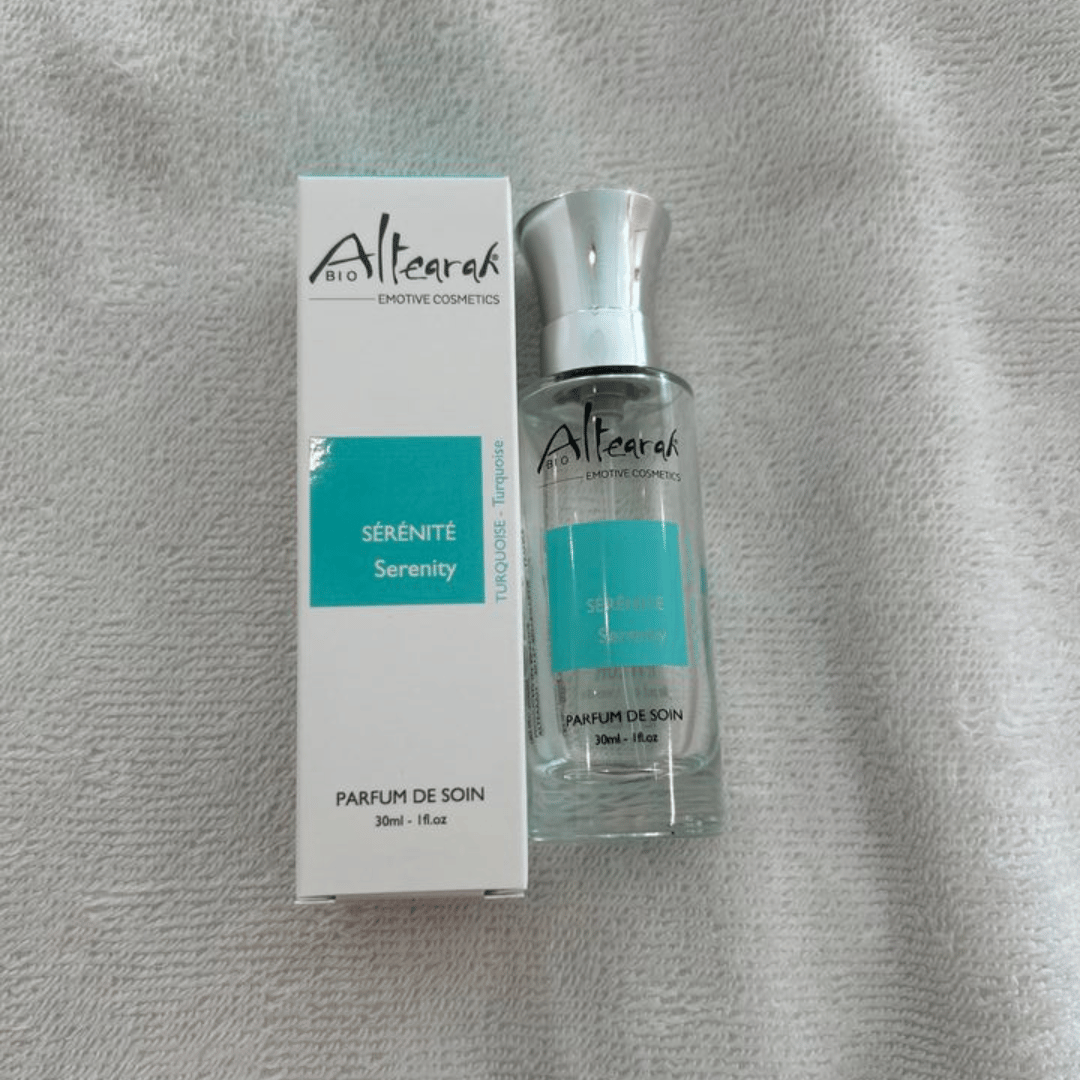 Altearah®
BIO
EMOTIVE COSMETICS
SÉRÉNITÉ
Serenity
TURQUOISE - Turquoise
PARFUM DE SOIN
30ml - 1fl.oz
Altearah
BIO
EMOTIVE COSMETICS
SÉRÉNITÉ
Serenity
PARFUM DE SOIN
30ml - 1fl.oz